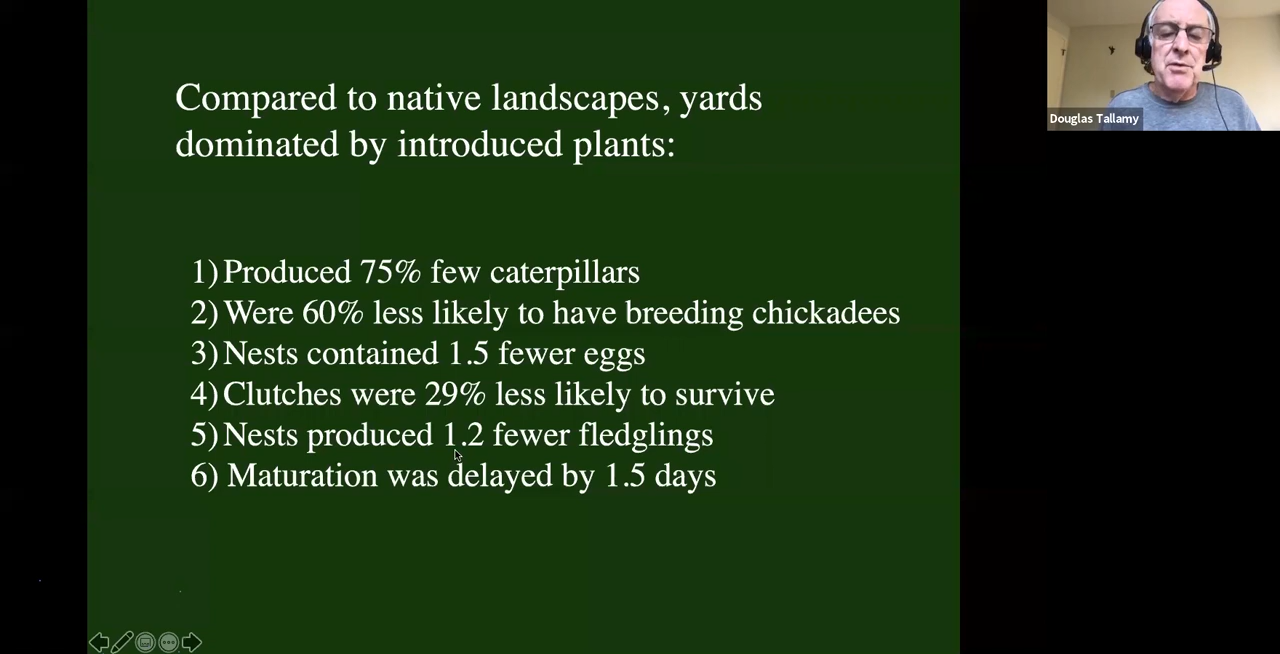 Compared to native landscapes, yards
dominated by introduced plants:
1) Produced 75% few caterpillars
2) Were 60% less likely to have breeding chickadees
3) Nests contained 1.5 fewer eggs
4) Clutches were 29% less likely to survive
5) Nests produced 1.2 fewer fledglings
6) Maturation was delayed by 1.5 days
Douglas Tallamy